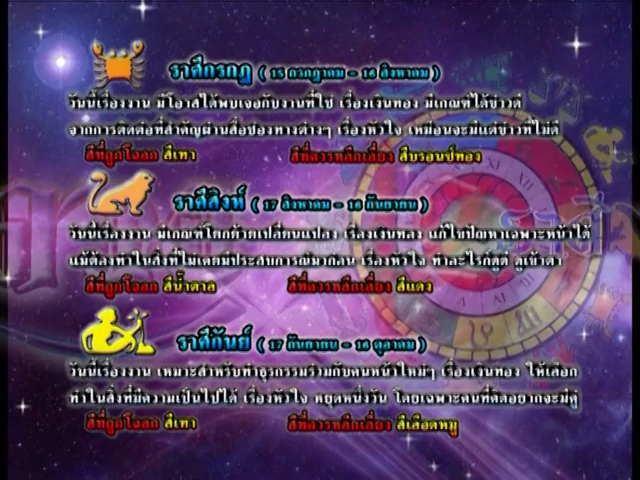 ราศีกรกฎ ( 15 กรกฎาคม - 16 สิงหาคม )
วันนี้เรื่องงาน มีโอกาสได้พบเจอกับงานที่ใช่ เรื่องเงินทอง มีเกณฑ์ได้ข่าวดี
จากการติดต่อที่สำคัญผ่านสื่อช่องทางต่างๆ เรื่องหัวใจ เหมือนจะมีแต่ข่าวที่ไม่ดี
สีที่ถูกโฉลก สีเทา สีที่ควรหลีกเลี่ยง สีบรอนซ์ทอง
ราศีสิงห์ ( 17 สิงหาคม - 16 กันยายน )
วันนี้เรื่องงาน มีเกณฑ์โยกย้ายเปลี่ยนแปลง เรื่องเงินทอง แก้ไขปัญหาเฉพาะหน้าได้
แม้ต้องทำในสิ่งที่ไม่เคยมีประสบการณ์มาก่อน เรื่องหัวใจ ทำอะไรก็ดูดี ดูเข้าตา
สีที่ถูกโฉลก สีน้ำตาล สีที่ควรหลีกเลี่ยง สีแดง
ราศีกันย์ ( 17 กันยายน - 16 ตุลาคม )
วันนี้เรื่องงาน เหมาะสำหรับทำธุรกรรมร่วมกับคนหน้าใหม่ๆ เรื่องเงินทอง ให้เลือก
ทำในสิ่งที่มีความเป็นไปได้ เรื่องหัวใจ หยุดหนึ่งวัน โดยเฉพาะคนที่คิดอยากจะมีคู่
สีที่ถูกโฉลก สีเทา สีที่ควรหลีกเลี่ยง สีเลือดหมู